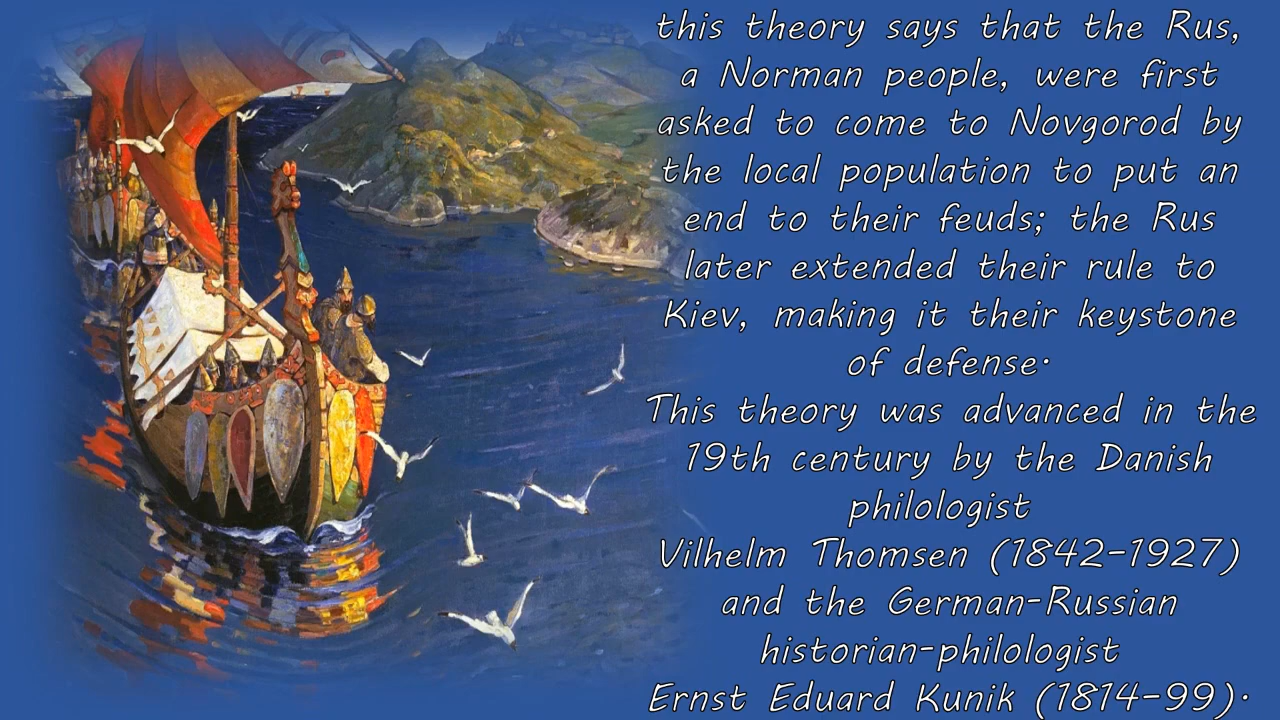 this theory says that the Rus,
a Norman people, were first
asked to come to Novgorod by
the local population to put an
end to their feuds; the Rus
later extended their rule to
Kiev, making it their keystone
of defense·
This theory was advanced in the
19th century by the Danish
philologist
Vilhelm Thomsen (1842-1927)
and the German-Russian
historian-philologist
Ernst Eduard Kunik (1814-99)·